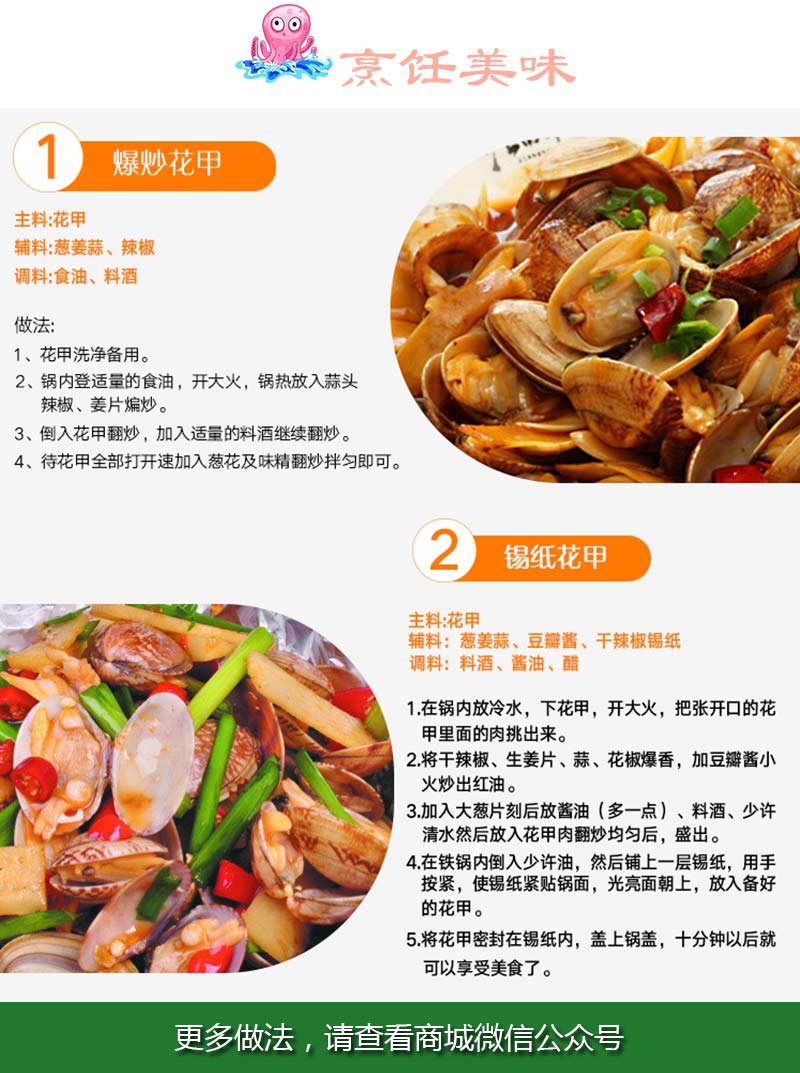 烹饪美味
1 爆炒花甲
主料:花甲
辅料:葱姜蒜、辣椒
调料:食油、料酒
做法:
1、花甲洗净备用。
2、锅内登适量的食油，开大火，锅热放入蒜头
辣椒、姜片煸炒。
3、倒入花甲翻炒，加入适量的料酒继续翻炒。
4、待花甲全部打开速加入葱花及味精翻炒拌匀即可。
2 锡纸花甲
主料:花甲
辅料：葱姜蒜、豆瓣酱、干辣椒锡纸
调料：料酒、酱油、醋
1.在锅内放冷水，下花甲，开大火，把张开口的花
甲里面的肉挑出来。
2.将干辣椒、生姜片、蒜、花椒爆香，加豆瓣酱小
火炒出红油。
3.加入大葱片刻后放酱油（多一点）、料酒、少许
清水然后放入花甲肉翻炒均匀后，盛出。
4.在铁锅内倒入少许油，然后铺上一层锡纸，用手
按紧，使锡纸紧贴锅面，光亮面朝上，放入备好
的花甲。
5.将花甲密封在锡纸内，盖上锅盖，十分钟以后就
可以享受美食了。
更多做法，请查看商城微信公众号